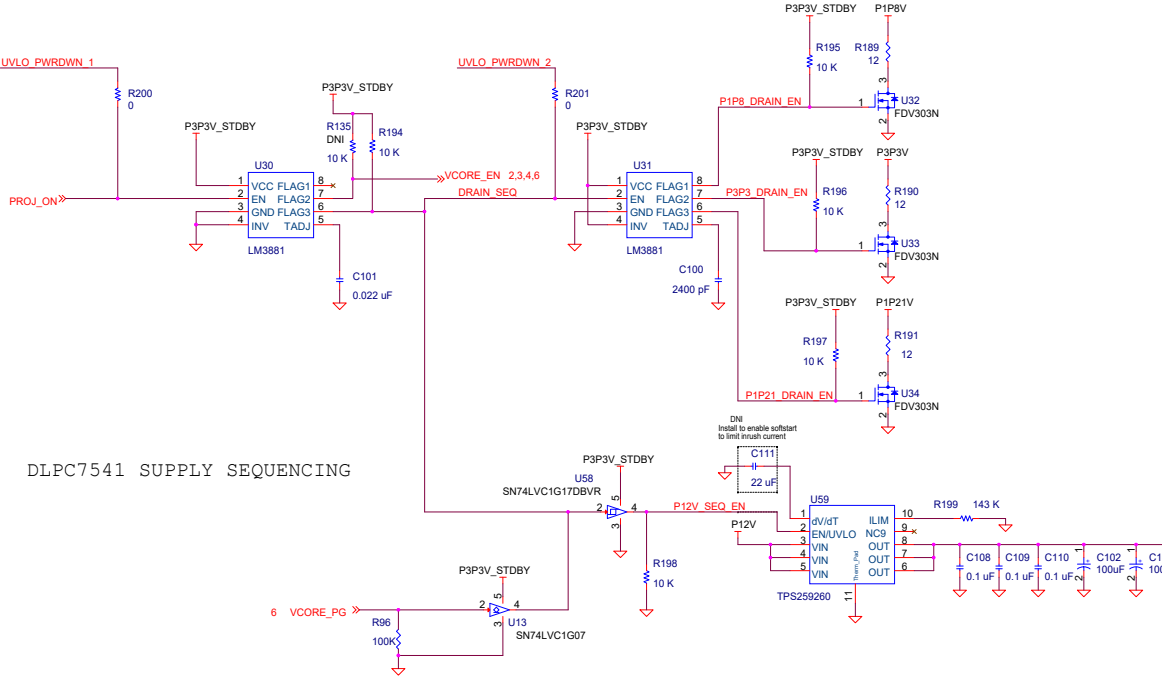 P3P3V_STDBY
P1P8V
R195
10 K
R189
12
3
1
U32
FDV303N
2
P1P8_DRAIN_EN
UVLO_PWRDWN_1
R200
0
P3P3V_STDBY
R135
DNI
10 K
R194
10 K
P3P3V_STDBY
U30
1
VCC FLAG1
8
2
EN FLAG2
7
3
GND FLAG3
6
4
INV TADJ
5
LM3881
PROJ_ON
VCORE_EN 2,3,4,6
DRAIN_SEQ
C101
0.022 uF
UVLO_PWRDWN_2
R201
0
P3P3V_STDBY
U31
1
VCC FLAG1
8
2
EN FLAG2
7
3
GND FLAG3
6
4
INV TADJ
5
LM3881
C100
2400 pF
P3P3V_STDBY
P3P3V
P3P3_DRAIN_EN
R196
10 K
R190
12
3
1
U33
FDV303N
2
P3P3V_STDBY
P1P21V
R197
10 K
R191
12
P1P21_DRAIN_EN
3
1
U34
FDV303N
2
DNI
Install to enable softstart
to limit inrush current
C111
22 uF
DLPC7541 SUPPLY SEQUENCING
P3P3V_STDBY
U58
SN74LVC1G17DBVR
5
2
4
3
P12V_SEQ_EN
P12V
R198
10 K
U59
1
dV/dT
ILIM
10
2
EN/UVLO
NC9
9
3
VIN
OUT
8
4
VIN
OUT
7
5
VIN
OUT
6
Therm_Pad
11
TPS259260
R199
143 K
C108
0.1 uF
C109
0.1 uF
C110
0.1 uF
1
C102
100uF
2
1
C1
100
2
P3P3V_STDBY
5
2
4
3
U13
SN74LVC1G07
6 VCORE_PG
R96
100K